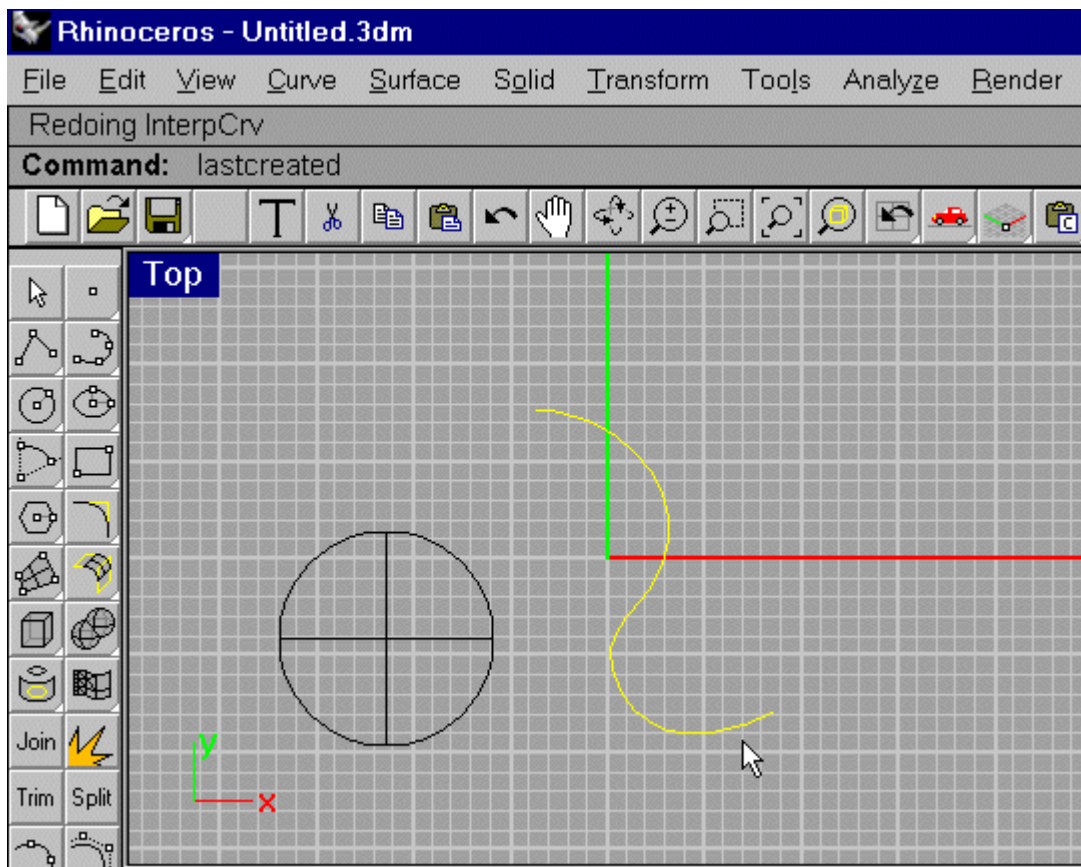 Rhinoceros - Untitled.3dm
File Edit View Curve Surface Solid Transform Tools Analyze Render
Redoing InterpCrv
Command: lastcreated
T
C
Top
Join
Trim Split
y
x